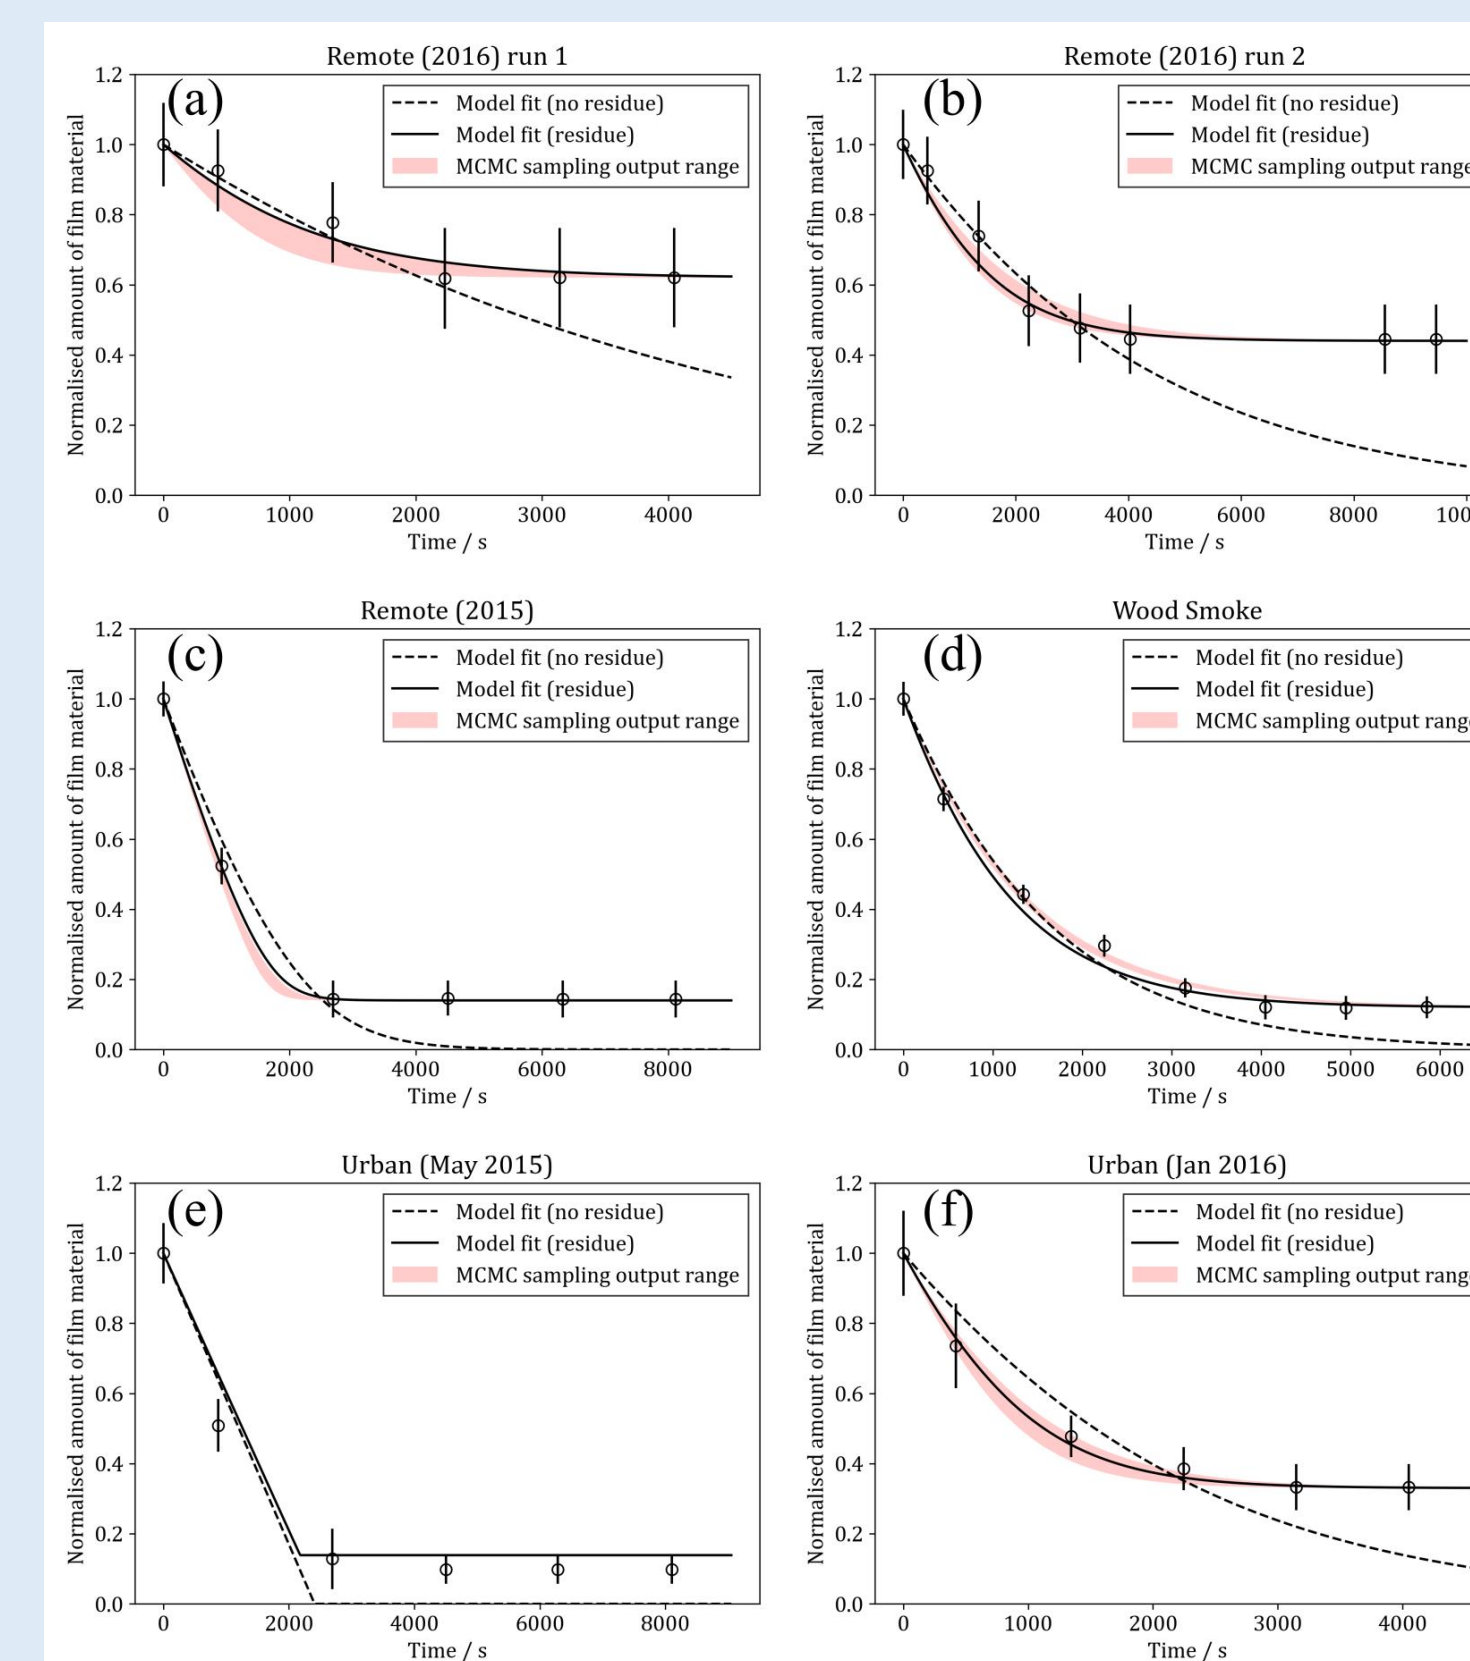 Remote (2016) run 1
(a)
Model fit (no residue)
Model fit (residue)
MCMC sampling output range
Normalised amount of film material
1.2
1.0
0.8
0.6
0.4
0.2
0.0
0 1000 2000 3000 4000
Time / s
Remote (2016) run 2
(b)
Model fit (no residue)
Model fit (residue)
MCMC sampling output range
Normalised amount of film material
1.2
1.0
0.8
0.6
0.4
0.2
0.0
0 2000 4000 6000 8000 100
Time / s
Remote (2015)
(c)
Model fit (no residue)
Model fit (residue)
MCMC sampling output range
Normalised amount of film material
1.2
1.0
0.8
0.6
0.4
0.2
0.0
0 2000 4000 6000 8000
Time / s
Wood Smoke
(d)
Model fit (no residue)
Model fit (residue)
MCMC sampling output rang
Normalised amount of film material
1.2
1.0
0.8
0.6
0.4
0.2
0.0
0 1000 2000 3000 4000 5000 6000
Time / s
Urban (May 2015)
(e)
Model fit (no residue)
Model fit (residue)
MCMC sampling output range
Normalised amount of film material
1.2
1.0
0.8
0.6
0.4
0.2
0.0
0 2000 4000 6000 8000
Time / s
Urban (Jan 2016)
(f)
Model fit (no residue)
Model fit (residue)
MCMC sampling output rang
Normalised amount of film material
1.2
1.0
0.8
0.6
0.4
0.2
0.0
0 1000 2000 3000 4000
Time / s